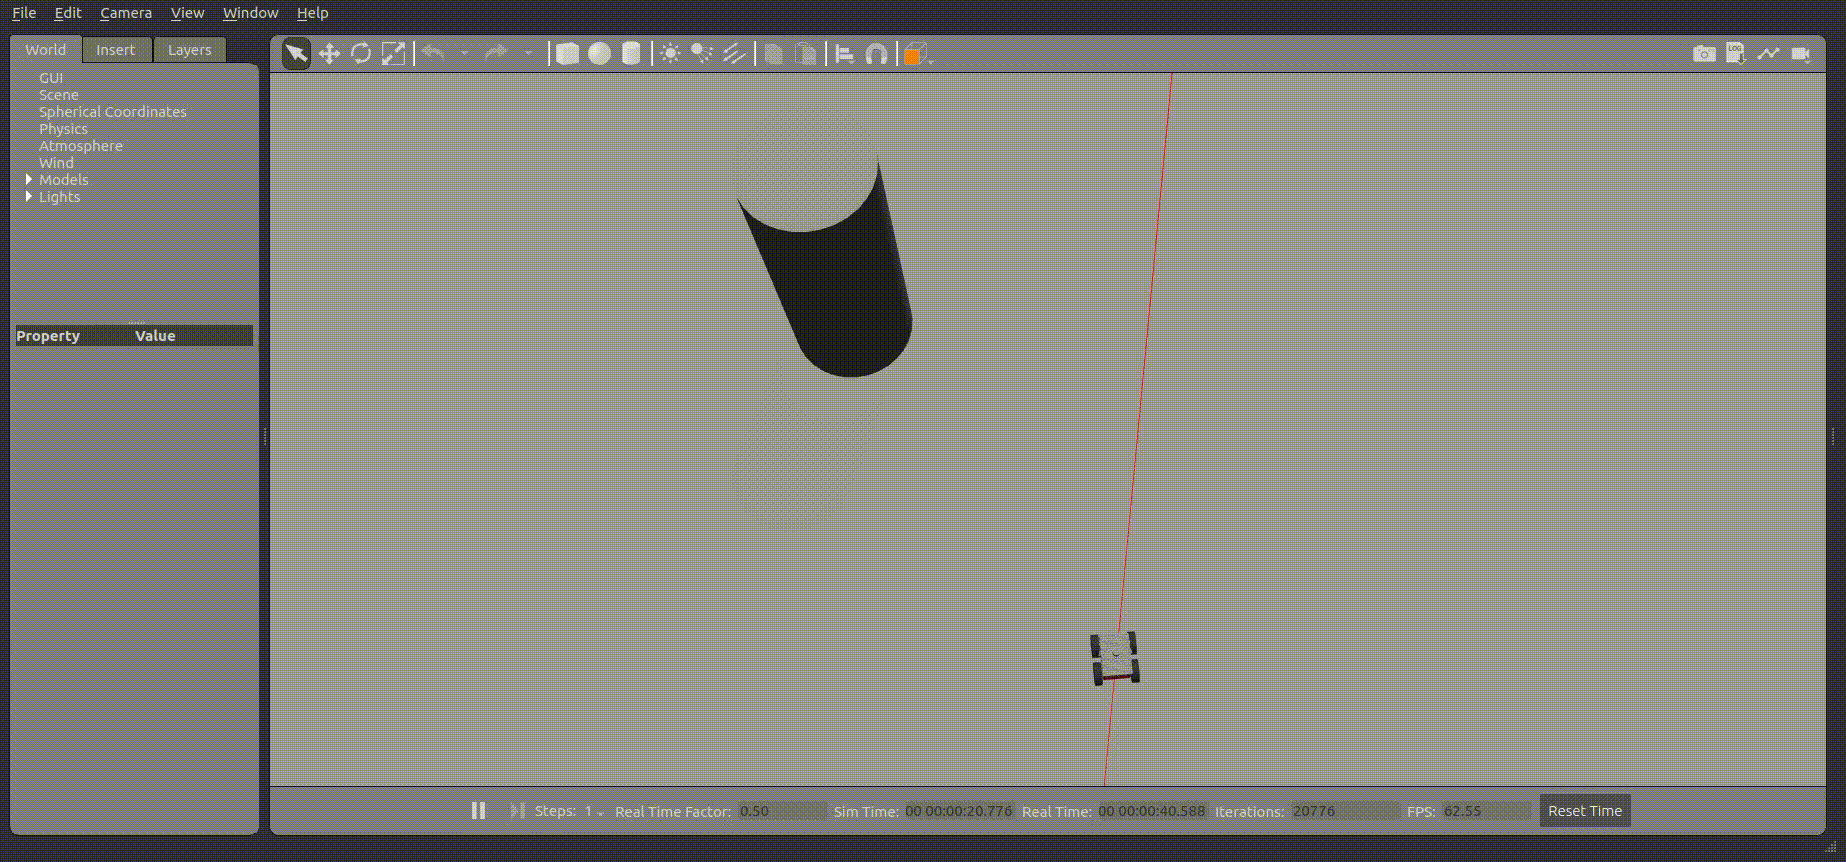 File Edit Camera View Window Help
World Insert Layers
GUI
Scene
Spherical Coordinates
Physics
Atmosphere
Wind
Models
Lights
Property Value
LOG
Steps: 1 Real Time Factor: 0.50 Sim Time: 00 00:00:20.776 Real Time: 00 00:00:40.588 Iterations: 20776 FPS: 62.55 Reset Time